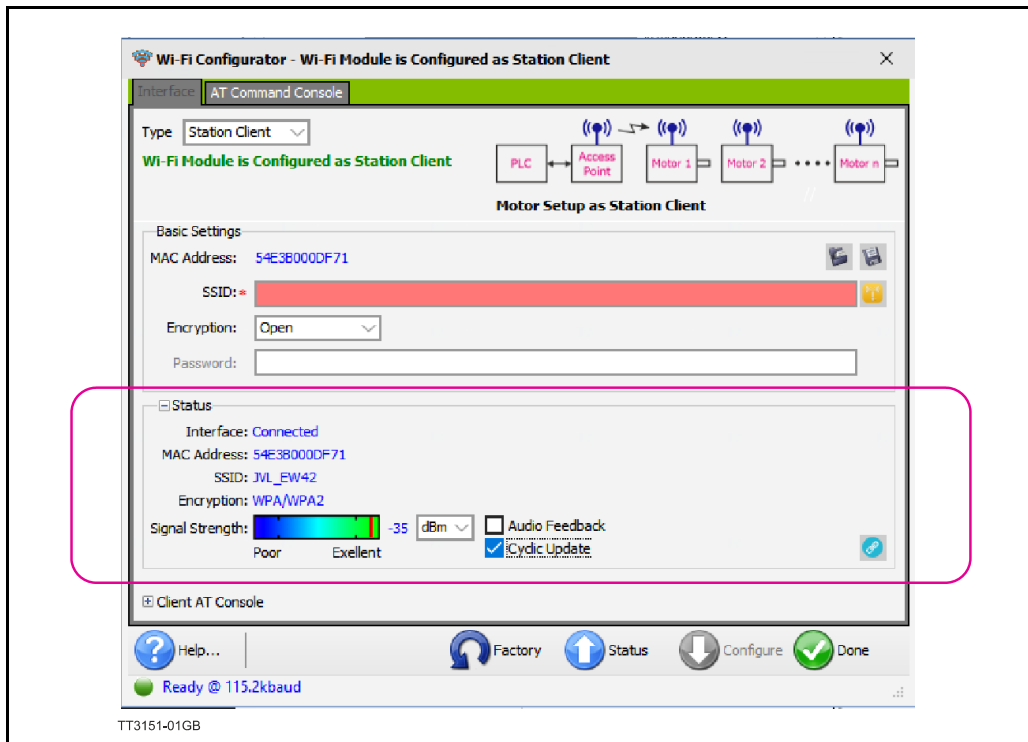 Wi-Fi Configurator - Wi-Fi Module is Configured as Station Client
Interface AT Command Console
Type Station Client
Wi-Fi Module is Configured as Station Client
PLC Access Point Motor 1 Motor 2 Motor n
Motor Setup as Station Client
Basic Settings
MAC Address: 54E3B000DF71
SSID:*
Encryption: Open
Password:
Status
Interface: Connected
MAC Address: 54E3B000DF71
SSID: JVL_EW42
Encryption: WPA/WPA2
Signal Strength: -35 dBm Audio Feedback
Poor Exellent Cyclic Update
Client AT Console
Help... Factory Status Configure Done
Ready @ 115.2kbaud
TT3151-01GB